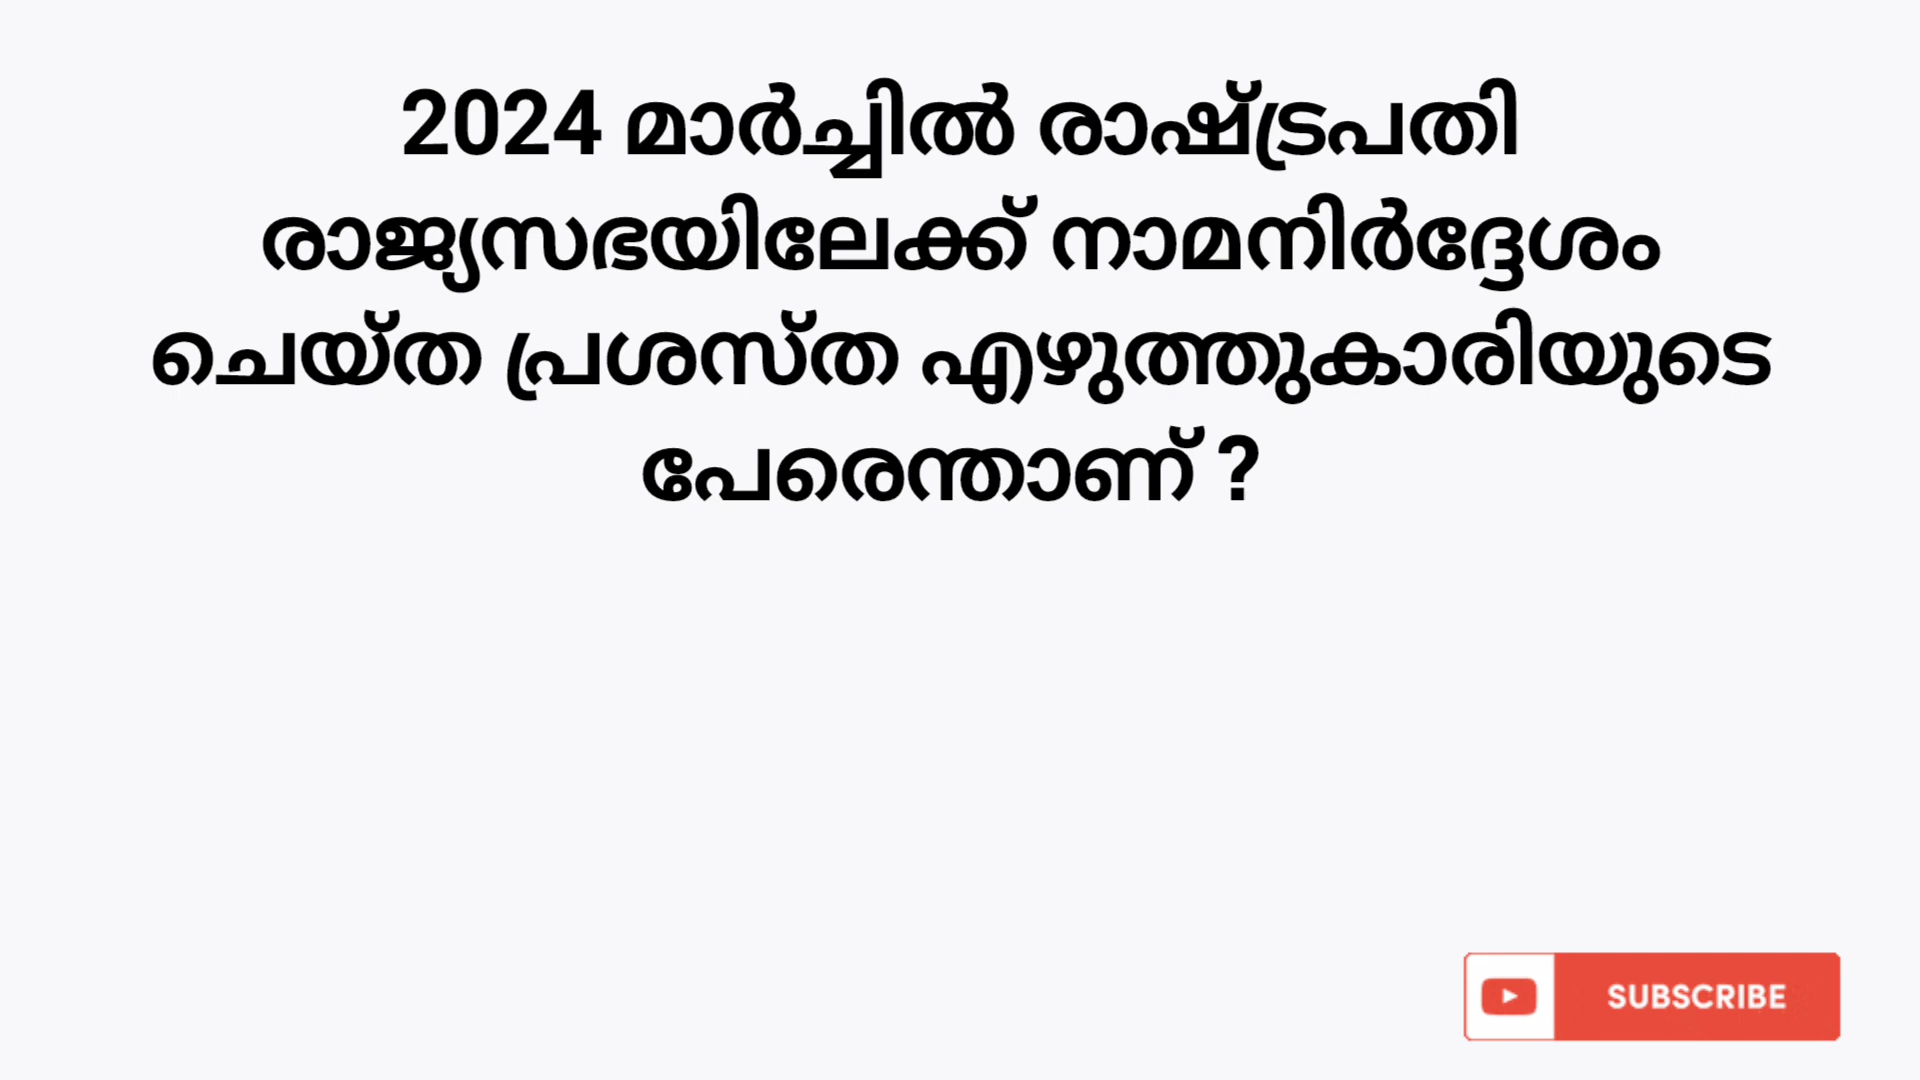 2024 മാർച്ചിൽ രാഷ്ട്രപതി
രാജ്യസഭയിലേക്ക് നാമനിർദ്ദേശം
ചെയ്ത പ്രശസ്ത എഴുത്തുകാരിയുടെ
പേരെന്താണ് ?
SUBSCRIBE